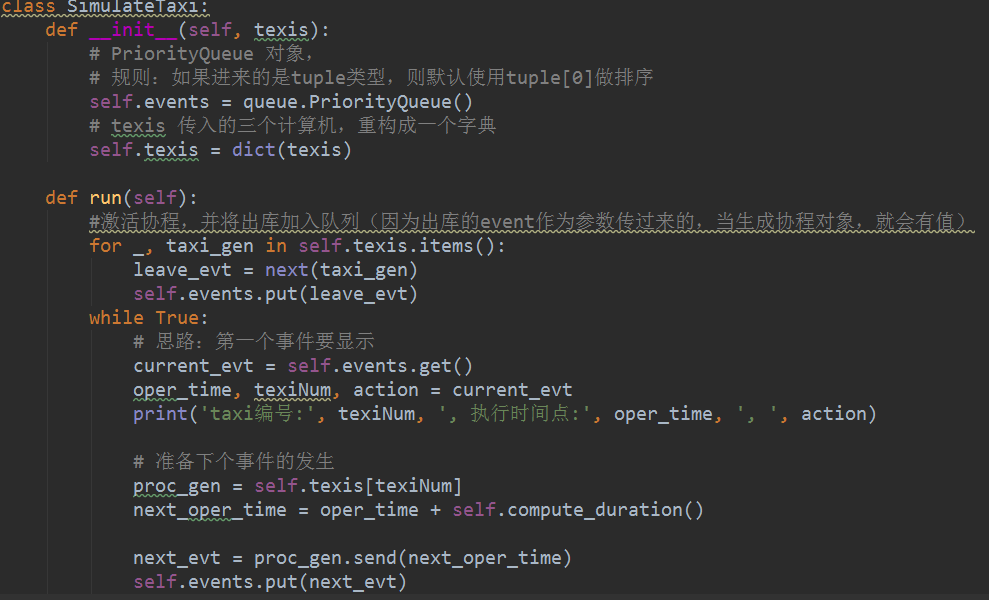 class SimulateTaxi:
    def __init__(self, texis):
        # PriorityQueue 对象,
        # 规则: 如果进来的是tuple类型, 则默认使用tuple[0]做排序
        self.events = queue.PriorityQueue()
        # texis 传入的三个计算机, 重构成一个字典
        self.texis = dict(texis)

    def run(self):
        #激活协程, 并将出库加入队列 (因为出库的event作为参数传过来的, 当生成协程对象, 就会有值)
        for _, taxi_gen in self.texis.items():
            leave_evt = next(taxi_gen)
            self.events.put(leave_evt)
        while True:
            # 思路: 第一个事件要显示
            current_evt = self.events.get()
            oper_time, texiNum, action = current_evt
            print('taxi编号:', texiNum, ', 执行时间点:', oper_time, ', ', action)

            # 准备下个事件的发生
            proc_gen = self.texis[texiNum]
            next_oper_time = oper_time + self.compute_duration()

            next_evt = proc_gen.send(next_oper_time)
            self.events.put(next_evt)